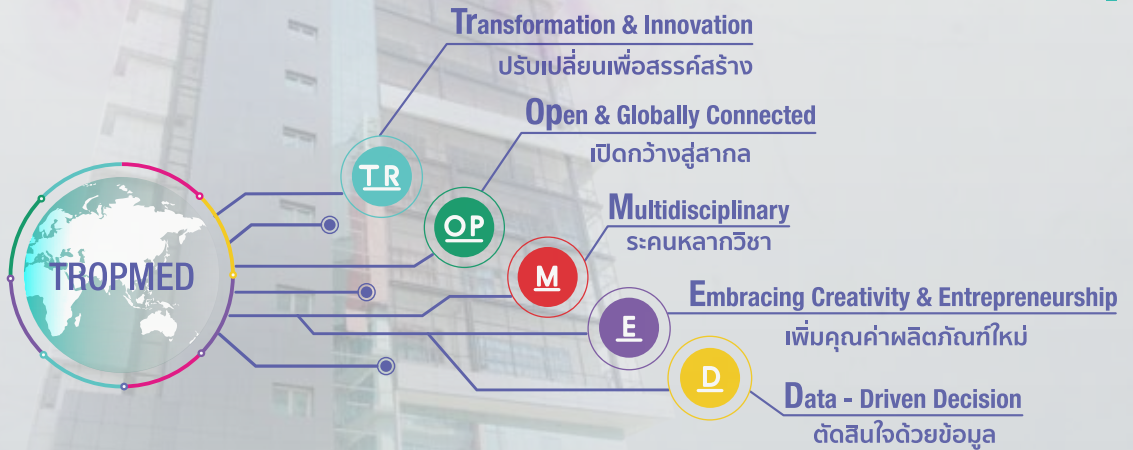 Transformation & Innovation
ปรับเปลี่ยนเพื่อสรรค์สร้าง
Open & Globally Connected
เปิดกว้างสู่สากล
TR
Multidisciplinary
ระคนหลากวิชา
OP
TROPMED
M
Embracing Creativity & Entrepreneurship
เพิ่มคุณค่าผลิตภัณฑ์ใหม่
E
D
Data - Driven Decision
ตัดสินใจด้วยข้อมูล